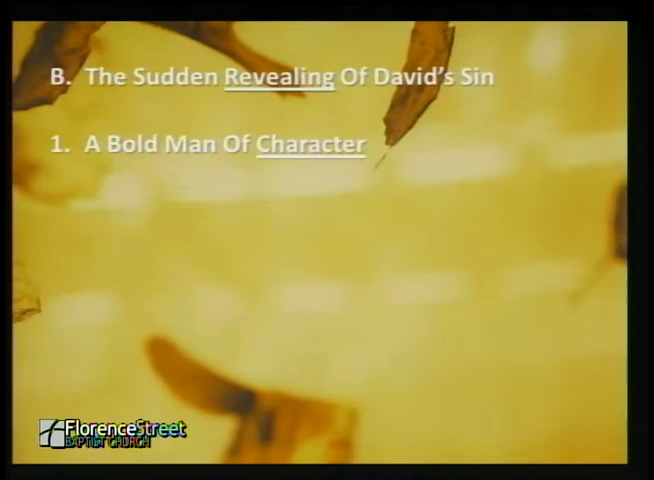 B. The Sudden Revealing Of David's Sin
1. A Bold Man Of Character
FlorenceStreet
BAPTIST CHURCH